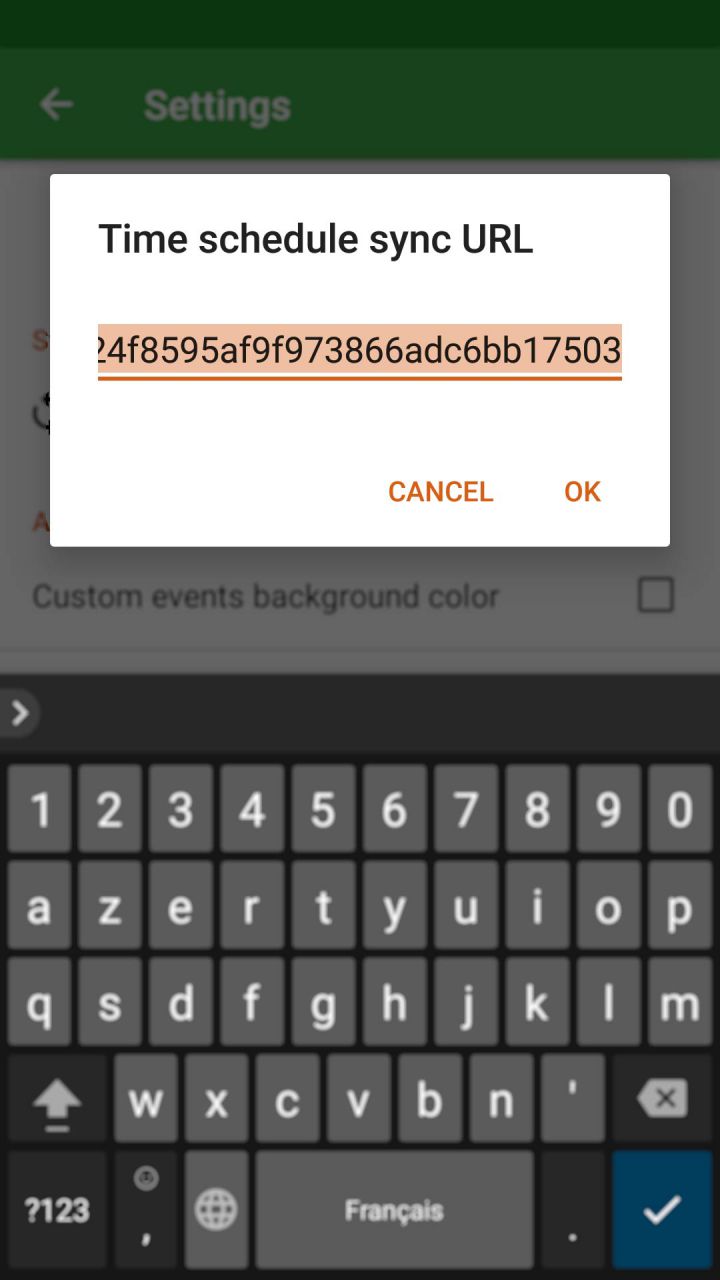 Settings
Time schedule sync URL
24f8595af9f973866adc6bb17503
CANCEL OK
Custom events background color
1 2 3 4 5 6 7 8 9 0
a z e r t y u i o p
q s d f g h j k l m
w x c v b n '
?123 , Français .